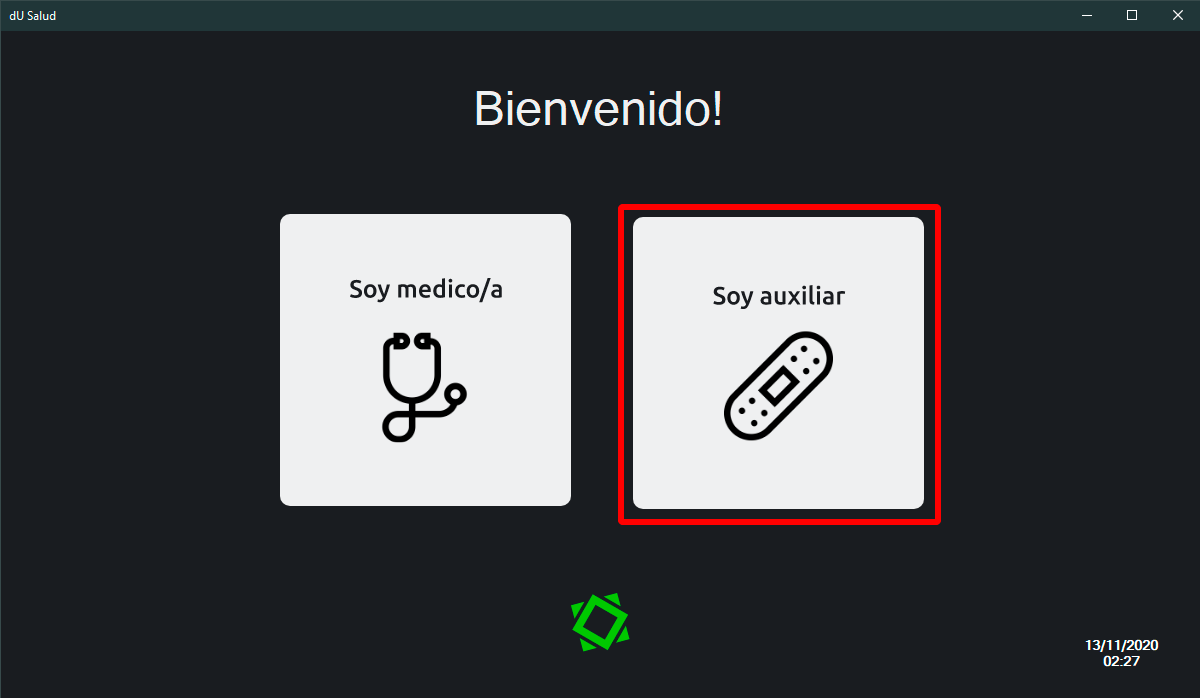 dU Salud
Bienvenido!
Soy medico/a
Soy auxiliar
13/11/2020
02:27